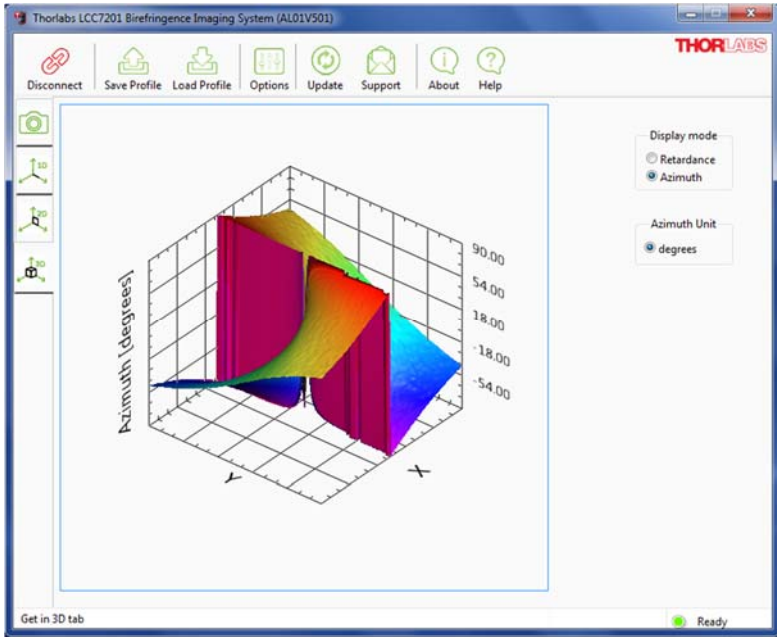 Thorlabs LCC7201 Birefringence Imaging System (AL01V501)
THORLABS
Disconnect Save Profile Load Profile Options Update Support About Help
1D
2D
3D
Display mode
Retardance
Azimuth
Azimuth Unit
degrees
90.00
54.00
18.00
-18.00
-54.00
Azimuth [degrees]
Y
X
Get in 3D tab
Ready